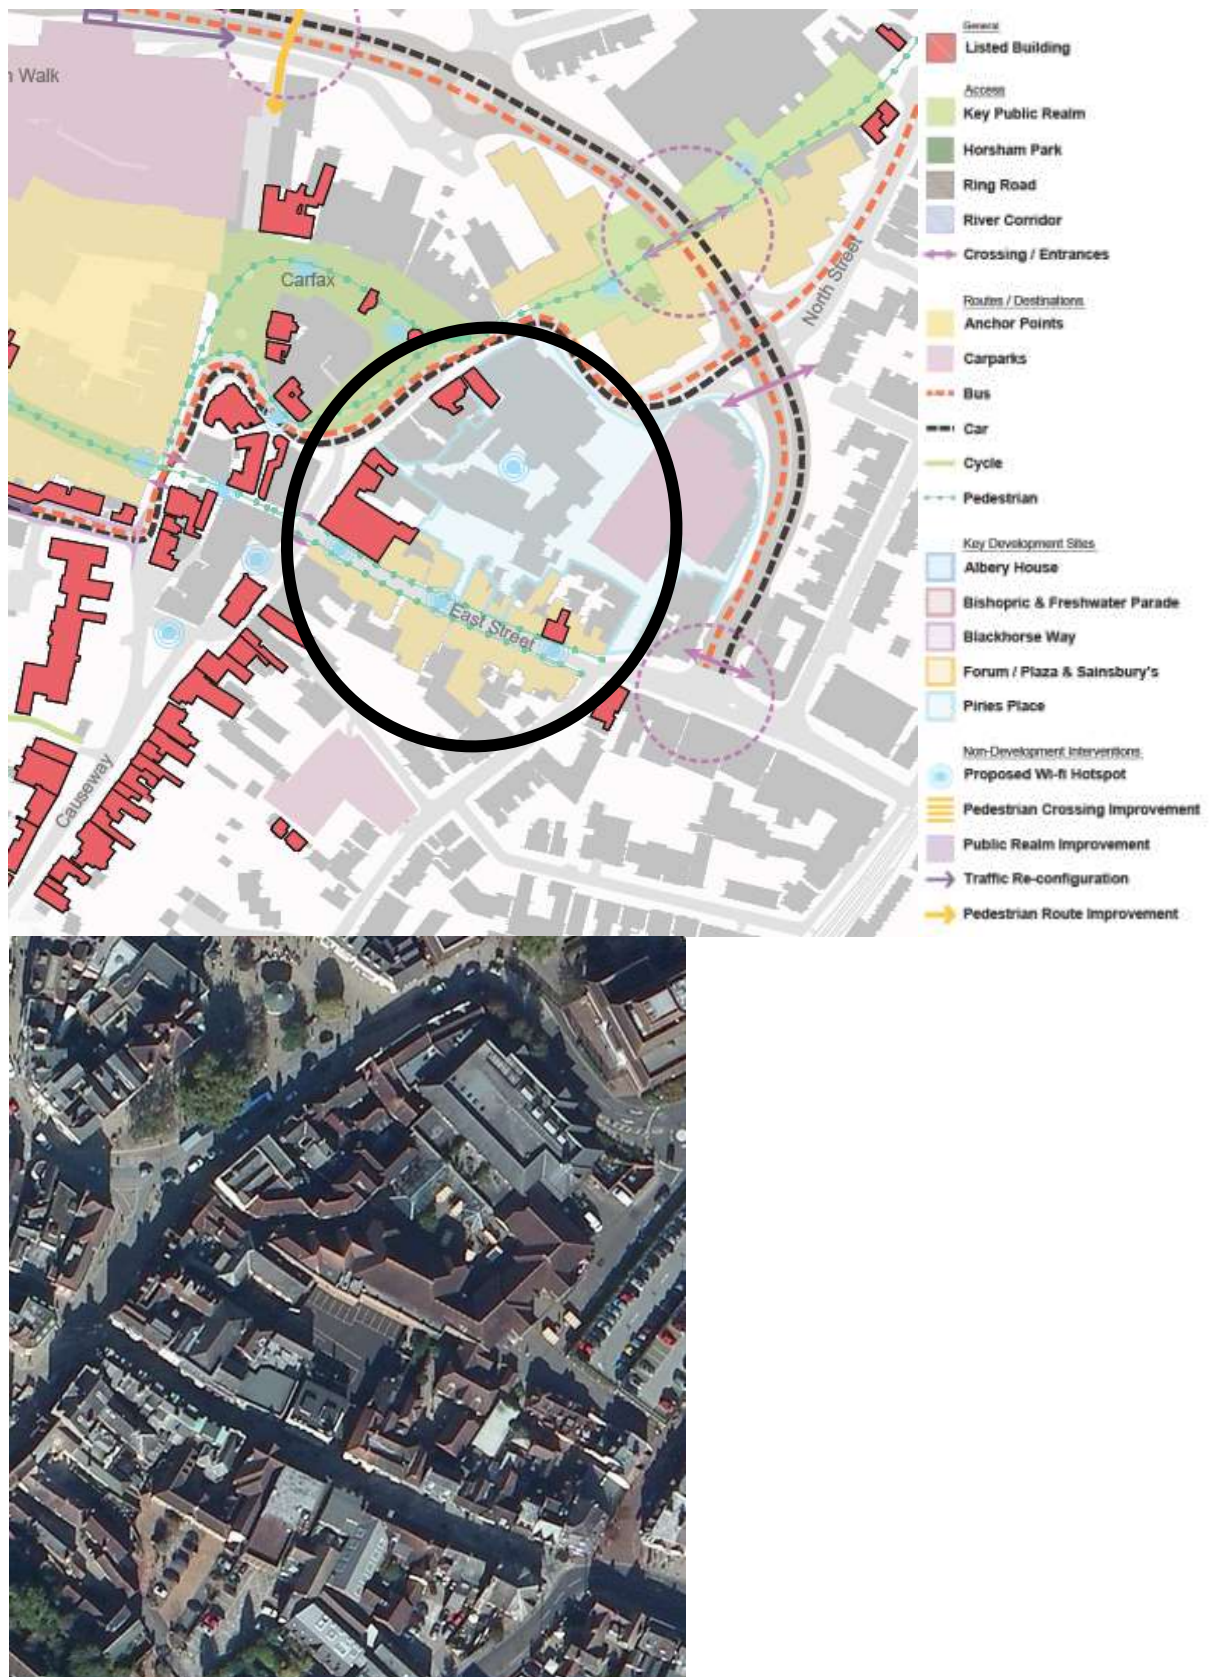 n Walk
Carfax
North Street
East Street
Causeway
General
Listed Building
Access
Key Public Realm
Horsham Park
Ring Road
River Corridor
Crossing / Entrances
Routes / Destinations
Anchor Points
Carparks
Bus
Car
Cycle
Pedestrian
Key Development Sites
Albery House
Bishopric & Freshwater Parade
Blackhorse Way
Forum / Plaza & Sainsbury's
Piries Place
Non-Development Interventions
Proposed Wi-fi Hotspot
Pedestrian Crossing Improvement
Public Realm Improvement
Traffic Re-configuration
Pedestrian Route Improvement